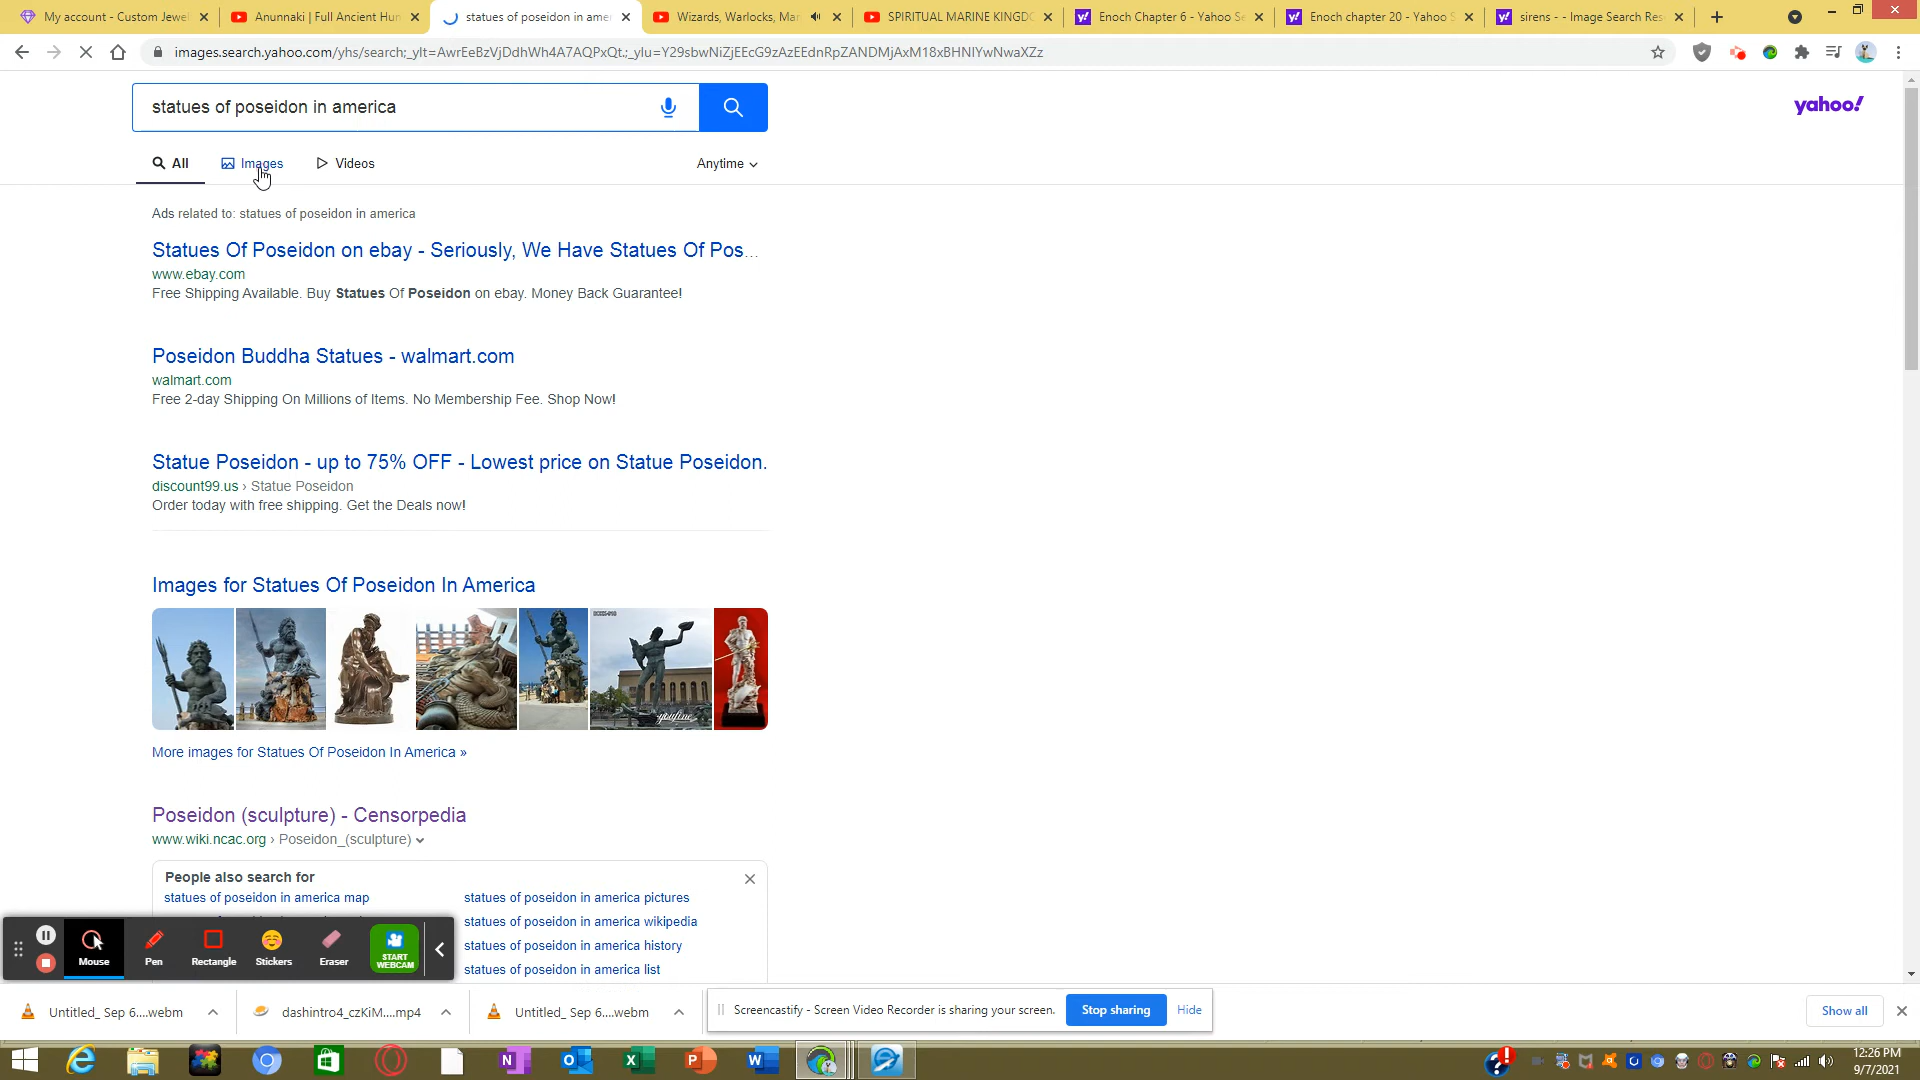 My account - Custom Jewel
Anunnaki | Full Ancient Hun
statues of poseidon in ame
Wizards, Warlocks, Mar
SPIRITUAL MARINE KINGDO
Enoch Chapter 6 - Yahoo Se
Enoch chapter 20 - Yahoo S
sirens - - Image Search Res
images.search.yahoo.com/yhs/search;_ylt=AwrEeBzVjDdhWh4A7AQPxQt.;_ylu=Y29sbwNiZjEEcG9zAzEEdnRpZANDMjAxM18xBHNlYwNwaXZz
statues of poseidon in america
yahoo!
All Images Videos Anytime
Ads related to: statues of poseidon in america
Statues Of Poseidon on ebay - Seriously, We Have Statues Of Pos...
www.ebay.com
Free Shipping Available. Buy Statues Of Poseidon on ebay. Money Back Guarantee!
Poseidon Buddha Statues - walmart.com
walmart.com
Free 2-day Shipping On Millions of Items. No Membership Fee. Shop Now!
Statue Poseidon - up to 75% OFF - Lowest price on Statue Poseidon.
discount99.us › Statue Poseidon
Order today with free shipping. Get the Deals now!
Images for Statues Of Poseidon In America
youfine
More images for Statues Of Poseidon In America »
Poseidon (sculpture) - Censorpedia
www.wiki.ncac.org › Poseidon_(sculpture)
People also search for
statues of poseidon in america map
statues of poseidon in america pictures
statues of poseidon in america wikipedia
statues of poseidon in america history
statues of poseidon in america list
Mouse
Pen
Rectangle
Stickers
Eraser
START
WEBCAM
Untitled_ Sep 6....webm
dashintro4_czKiM....mp4
Untitled_ Sep 6....webm
Screencastify - Screen Video Recorder is sharing your screen.
Stop sharing
Hide
Show all
12:26 PM
9/7/2021